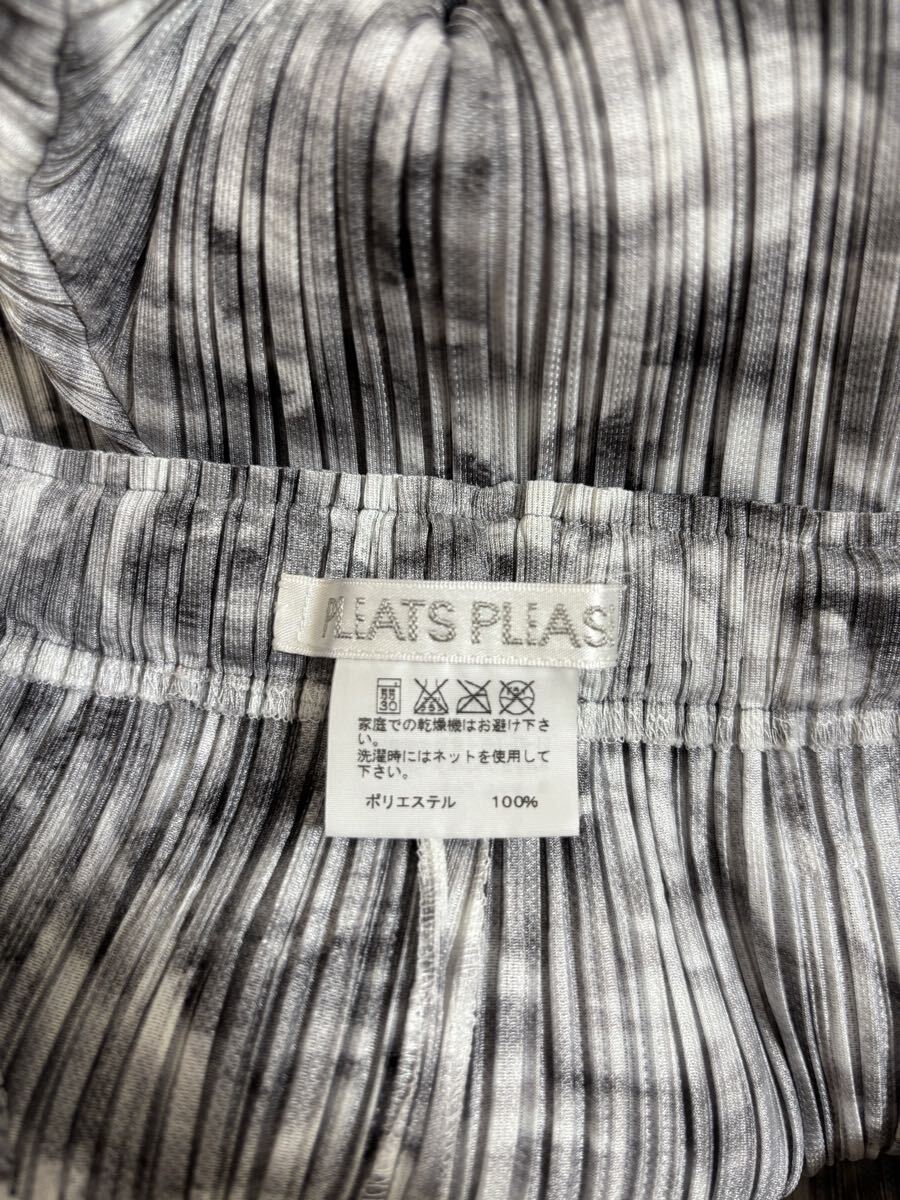 PLEATS PLEAS
30
家庭での乾燥機はお避け下さ
い。
洗濯時にはネットを使用して
下さい。
ポリエステル 100%